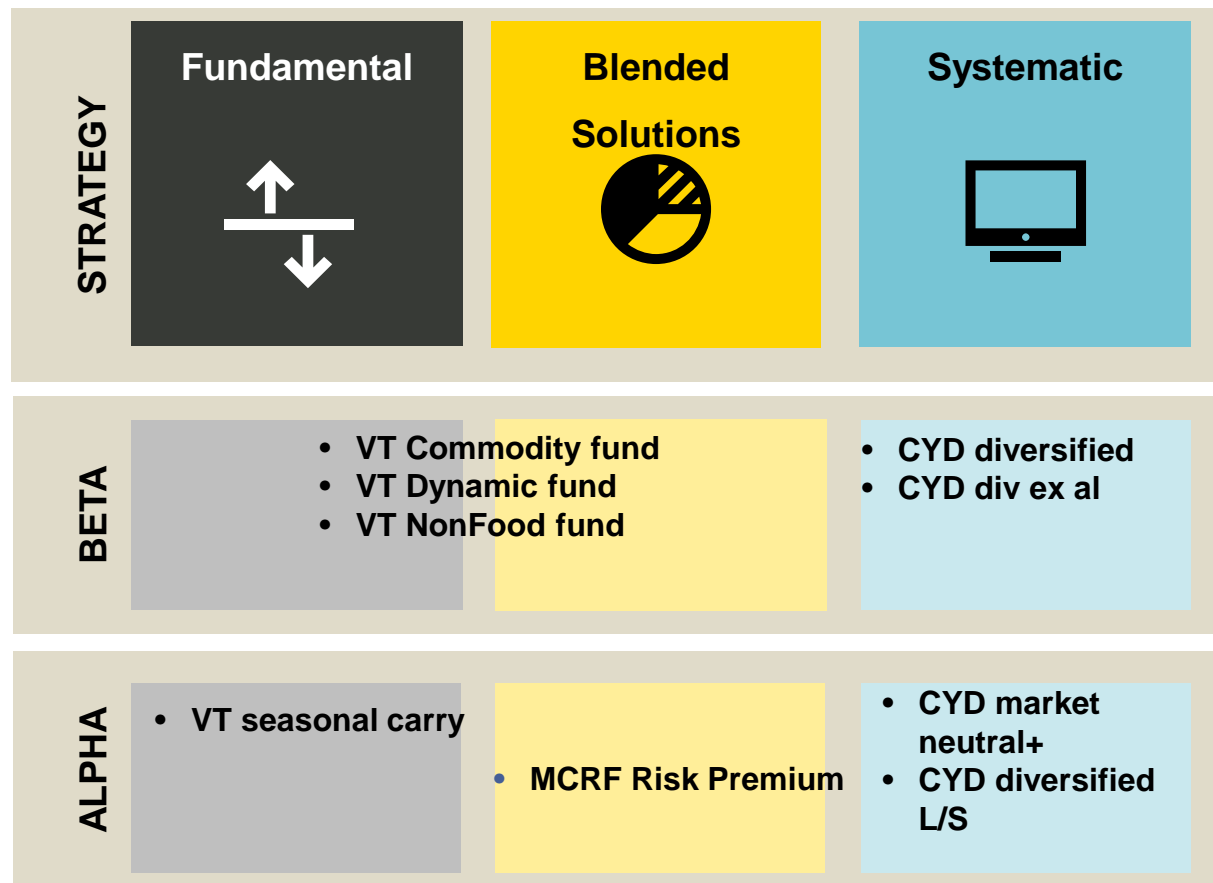 STRATEGY
Fundamental
Blended
Solutions
Systematic
BETA
• VT Commodity fund
• VT Dynamic fund
• VT NonFood fund
• CYD diversified
• CYD div ex al
ALPHA
• VT seasonal carry
• MCRF Risk Premium
• CYD market
neutral+
• CYD diversified
L/S